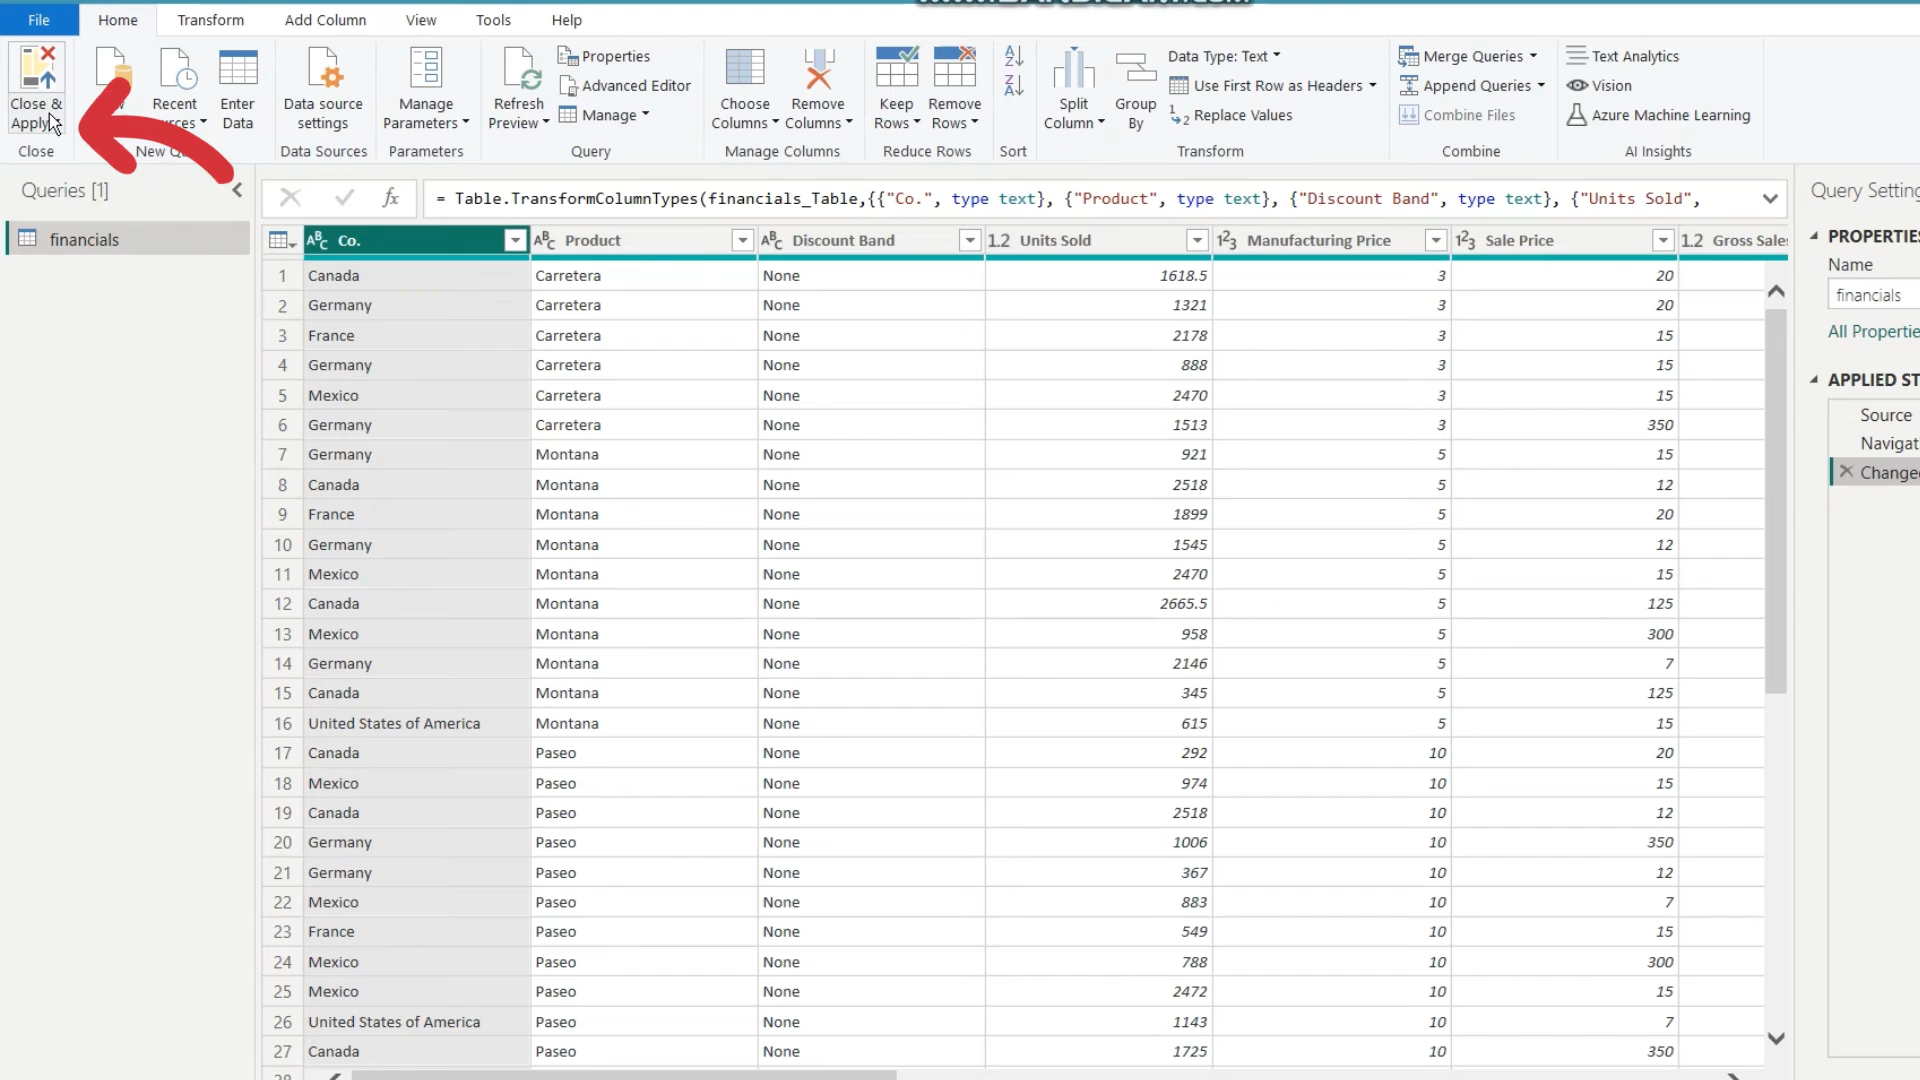 File Home Transform Add Column View Tools Help
Close & Apply
Recent
Enter Data
Data source settings
Manage Parameters
Refresh Preview
Properties
Advanced Editor
Manage
Choose Columns
Remove Columns
Keep Rows
Remove Rows
Split Column
Group By
Data Type: Text
Use First Row as Headers
Replace Values
Merge Queries
Append Queries
Combine Files
Text Analytics
Vision
Azure Machine Learning
Close Data Sources Parameters Query Manage Columns Reduce Rows Sort Transform Combine AI Insights
Queries [1]
financials
fx = Table.TransformColumnTypes(financials_Table,{{"Co.", type text}, {"Product", type text}, {"Discount Band", type text}, {"Units Sold",
ABC Co. ABC Product ABC Discount Band 1.2 Units Sold 123 Manufacturing Price 123 Sale Price 1.2 Gross
1 Canada Carretera None 1618.5 3 20
2 Germany Carretera None 1321 3 20
3 France Carretera None 2178 3 15
4 Germany Carretera None 888 3 15
5 Mexico Carretera None 2470 3 15
6 Germany Carretera None 1513 3 350
7 Germany Montana None 921 5 15
8 Canada Montana None 2518 5 12
9 France Montana None 1899 5 20
10 Germany Montana None 1545 5 12
11 Mexico Montana None 2470 5 15
12 Canada Montana None 2665.5 5 125
13 Mexico Montana None 958 5 300
14 Germany Montana None 2146 5 7
15 Canada Montana None 345 5 125
16 United States of America Montana None 615 5 15
17 Canada Paseo None 292 10 20
18 Mexico Paseo None 974 10 15
19 Canada Paseo None 2518 10 12
20 Germany Paseo None 1006 10 350
21 Germany Paseo None 367 10 12
22 Mexico Paseo None 883 10 7
23 France Paseo None 549 10 15
24 Mexico Paseo None 788 10 300
25 Mexico Paseo None 2472 10 15
26 United States of America Paseo None 1143 10 7
27 Canada Paseo None 1725 10 350
Query
Name
financials
All
APPLIED
Source